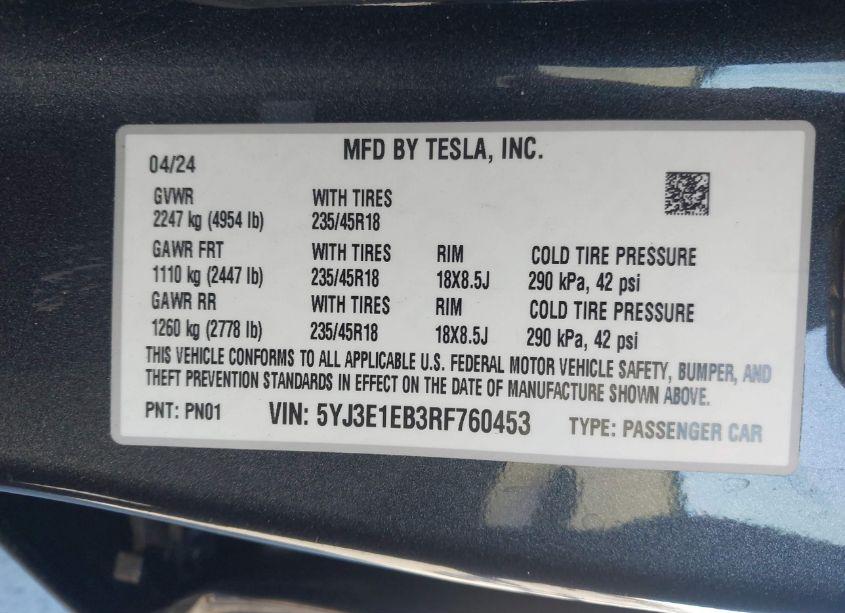 MFD BY TESLA, INC.
04/24
GVWR WITH TIRES
2247 kg (4954 lb) 235/45R18
GAWR FRT WITH TIRES RIM COLD TIRE PRESSURE
1110 kg (2447 lb) 235/45R18 18X8.5J 290 kPa, 42 psi
GAWR RR WITH TIRES RIM COLD TIRE PRESSURE
1260 kg (2778 lb) 235/45R18 18X8.5J 290 kPa, 42 psi
THIS VEHICLE CONFORMS TO ALL APPLICABLE U.S. FEDERAL MOTOR VEHICLE SAFETY, BUMPER, AND
THEFT PREVENTION STANDARDS IN EFFECT ON THE DATE OF MANUFACTURE SHOWN ABOVE.
PNT: PN01 VIN: 5YJ3E1EB3RF760453 TYPE: PASSENGER CAR